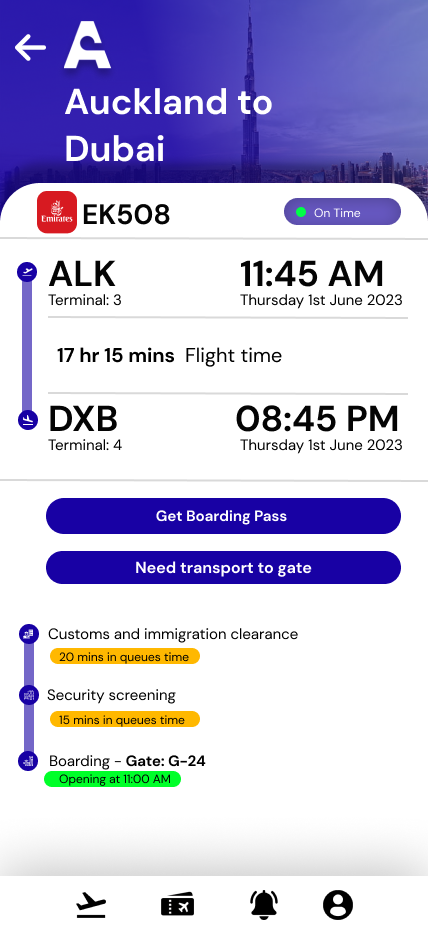 Auckland to
Dubai
Emirates
EK508
On Time
ALK
11:45 AM
Terminal: 3
Thursday 1st June 2023
17 hr 15 mins Flight time
DXB
08:45 PM
Terminal: 4
Thursday 1st June 2023
Get Boarding Pass
Need transport to gate
Customs and immigration clearance
20 mins in queues time
Security screening
15 mins in queues time
Boarding - Gate: G-24
Opening at 11:00 AM